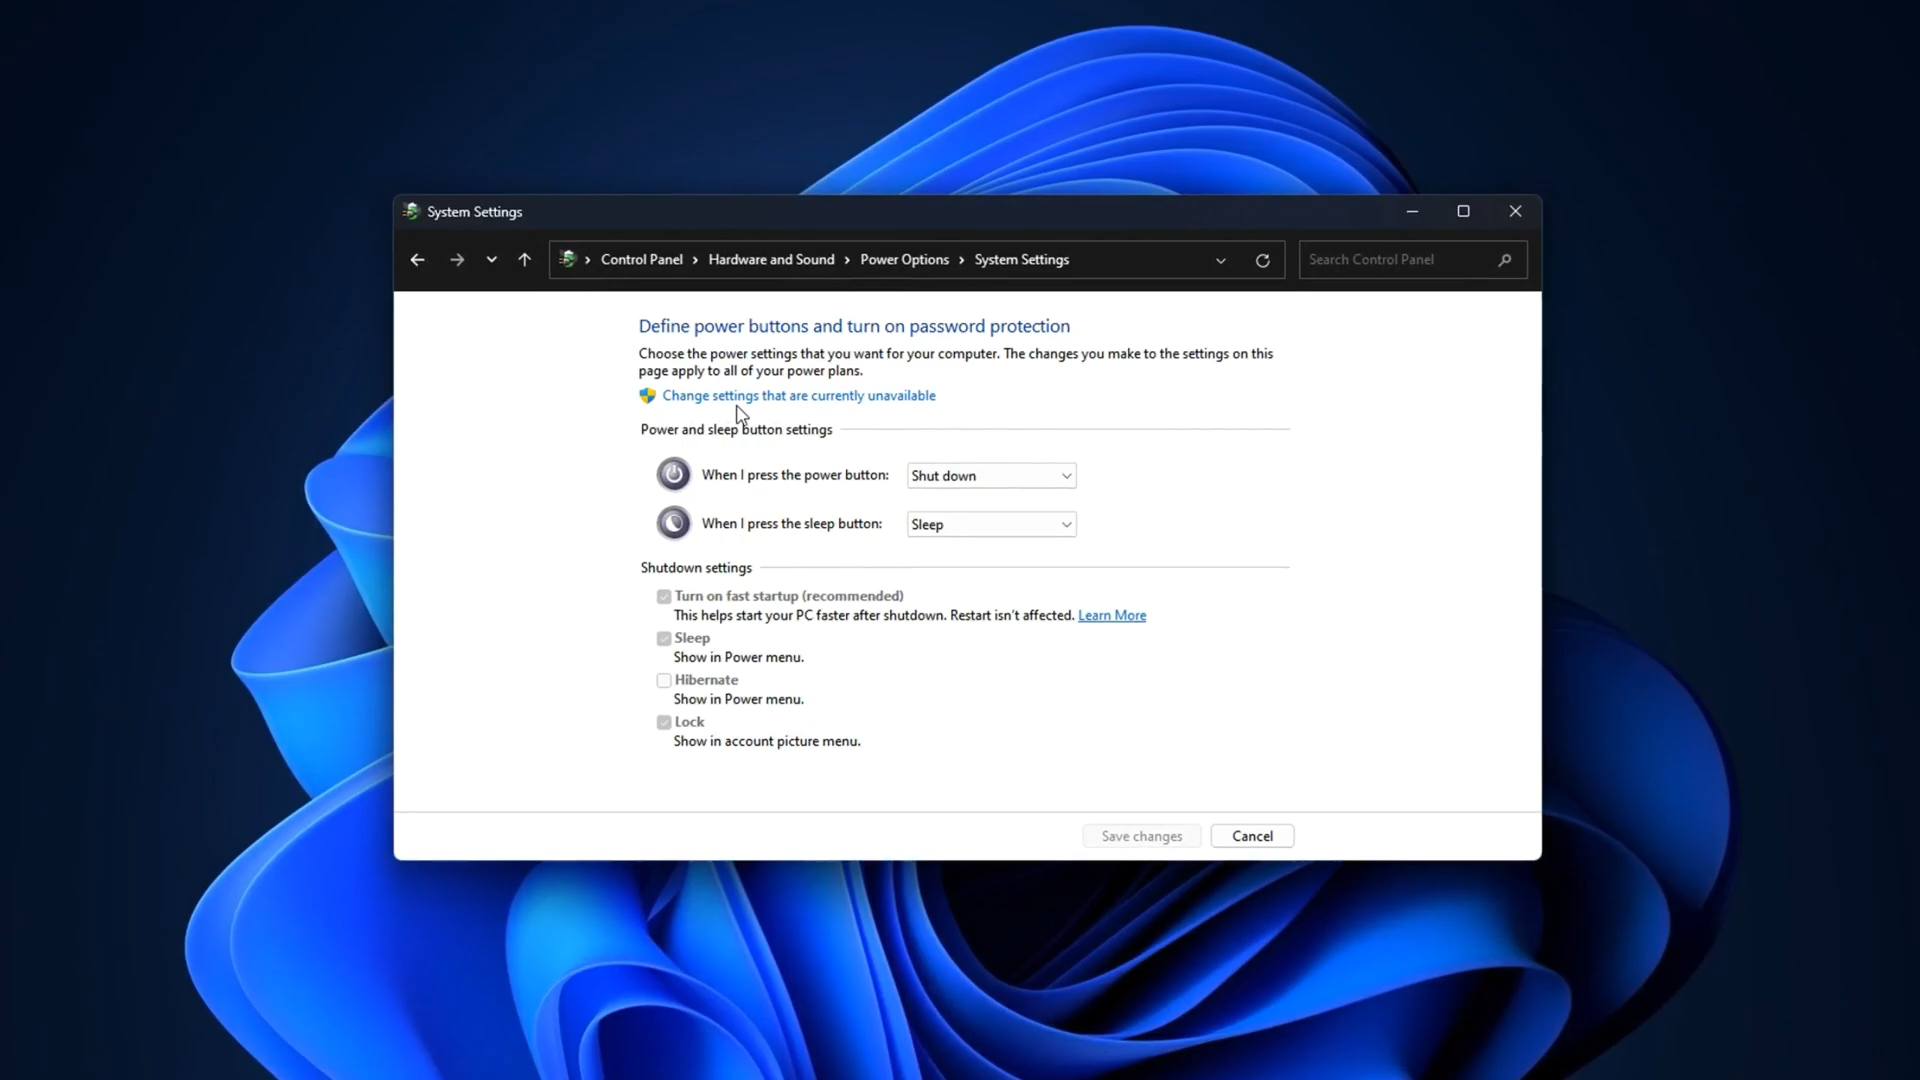 System Settings
Control Panel > Hardware and Sound > Power Options > System Settings
Search Control Panel
Define power buttons and turn on password protection
Choose the power settings that you want for your computer. The changes you make to the settings on this
page apply to all of your power plans.
Change settings that are currently unavailable
Power and sleep button settings
When I press the power button: Shut down
When I press the sleep button: Sleep
Shutdown settings
Turn on fast startup (recommended)
This helps start your PC faster after shutdown. Restart isn't affected. Learn More
Sleep
Show in Power menu.
Hibernate
Show in Power menu.
Lock
Show in account picture menu.
Save changes Cancel